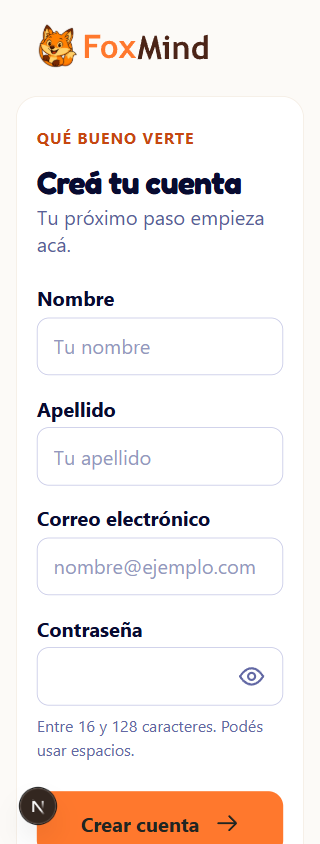 FoxMind
QUÉ BUENO VERTE
Creá tu cuenta
Tu próximo paso empieza
acá.
Nombre
Tu nombre
Apellido
Tu apellido
Correo electrónico
nombre@ejemplo.com
Contraseña
Entre 16 y 128 caracteres. Podés
usar espacios.
N
Crear cuenta →